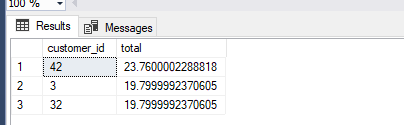 100 %
Results Messages
customer_id total
1 42 23.7600002288818
2 3 19.7999992370605
3 32 19.7999992370605